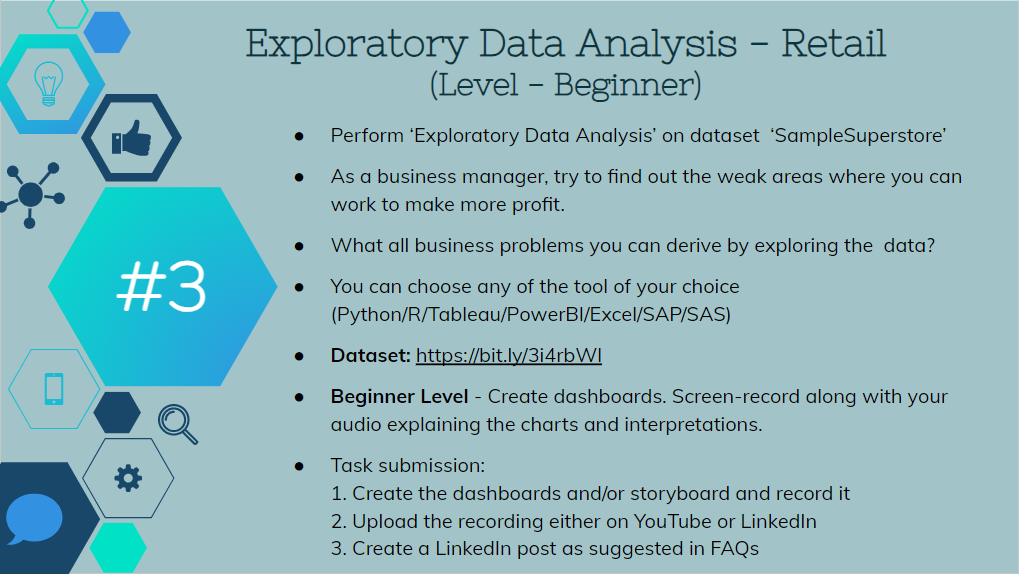 Exploratory Data Analysis - Retail
(Level - Beginner)
#3
● Perform ‘Exploratory Data Analysis’ on dataset ‘SampleSuperstore’
● As a business manager, try to find out the weak areas where you can
work to make more profit.
● What all business problems you can derive by exploring the data?
● You can choose any of the tool of your choice
(Python/R/Tableau/PowerBI/Excel/SAP/SAS)
● Dataset: https://bit.ly/3i4rbWl
● Beginner Level - Create dashboards. Screen-record along with your
audio explaining the charts and interpretations.
● Task submission:
1. Create the dashboards and/or storyboard and record it
2. Upload the recording either on YouTube or LinkedIn
3. Create a LinkedIn post as suggested in FAQs